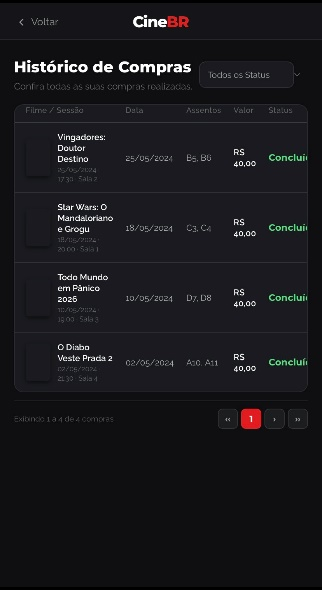 Voltar
CineBR
Histórico de Compras
Todos os Status
Confira todas as suas compras realizadas.
Filme / Sessão Data Assentos Valor Status
Vingadores:
Doutor
Destino
25/05/2024 ·
17:30 · Sala 2
25/05/2024 B5, B6 R$ 40,00 Concluíd
Star Wars: O
Mandaloriano
e Grogu
18/05/2024 ·
20:00 · Sala 1
18/05/2024 C3, C4 R$ 40,00 Concluíd
Todo Mundo
em Pânico
2026
10/05/2024 ·
19:00 · Sala 3
10/05/2024 D7, D8 R$ 40,00 Concluíd
O Diabo
Veste Prada 2
02/05/2024 ·
21:30 · Sala 4
02/05/2024 A10, A11 R$ 40,00 Concluíd
Exibindo 1 a 4 de 4 compras
« 1 › »